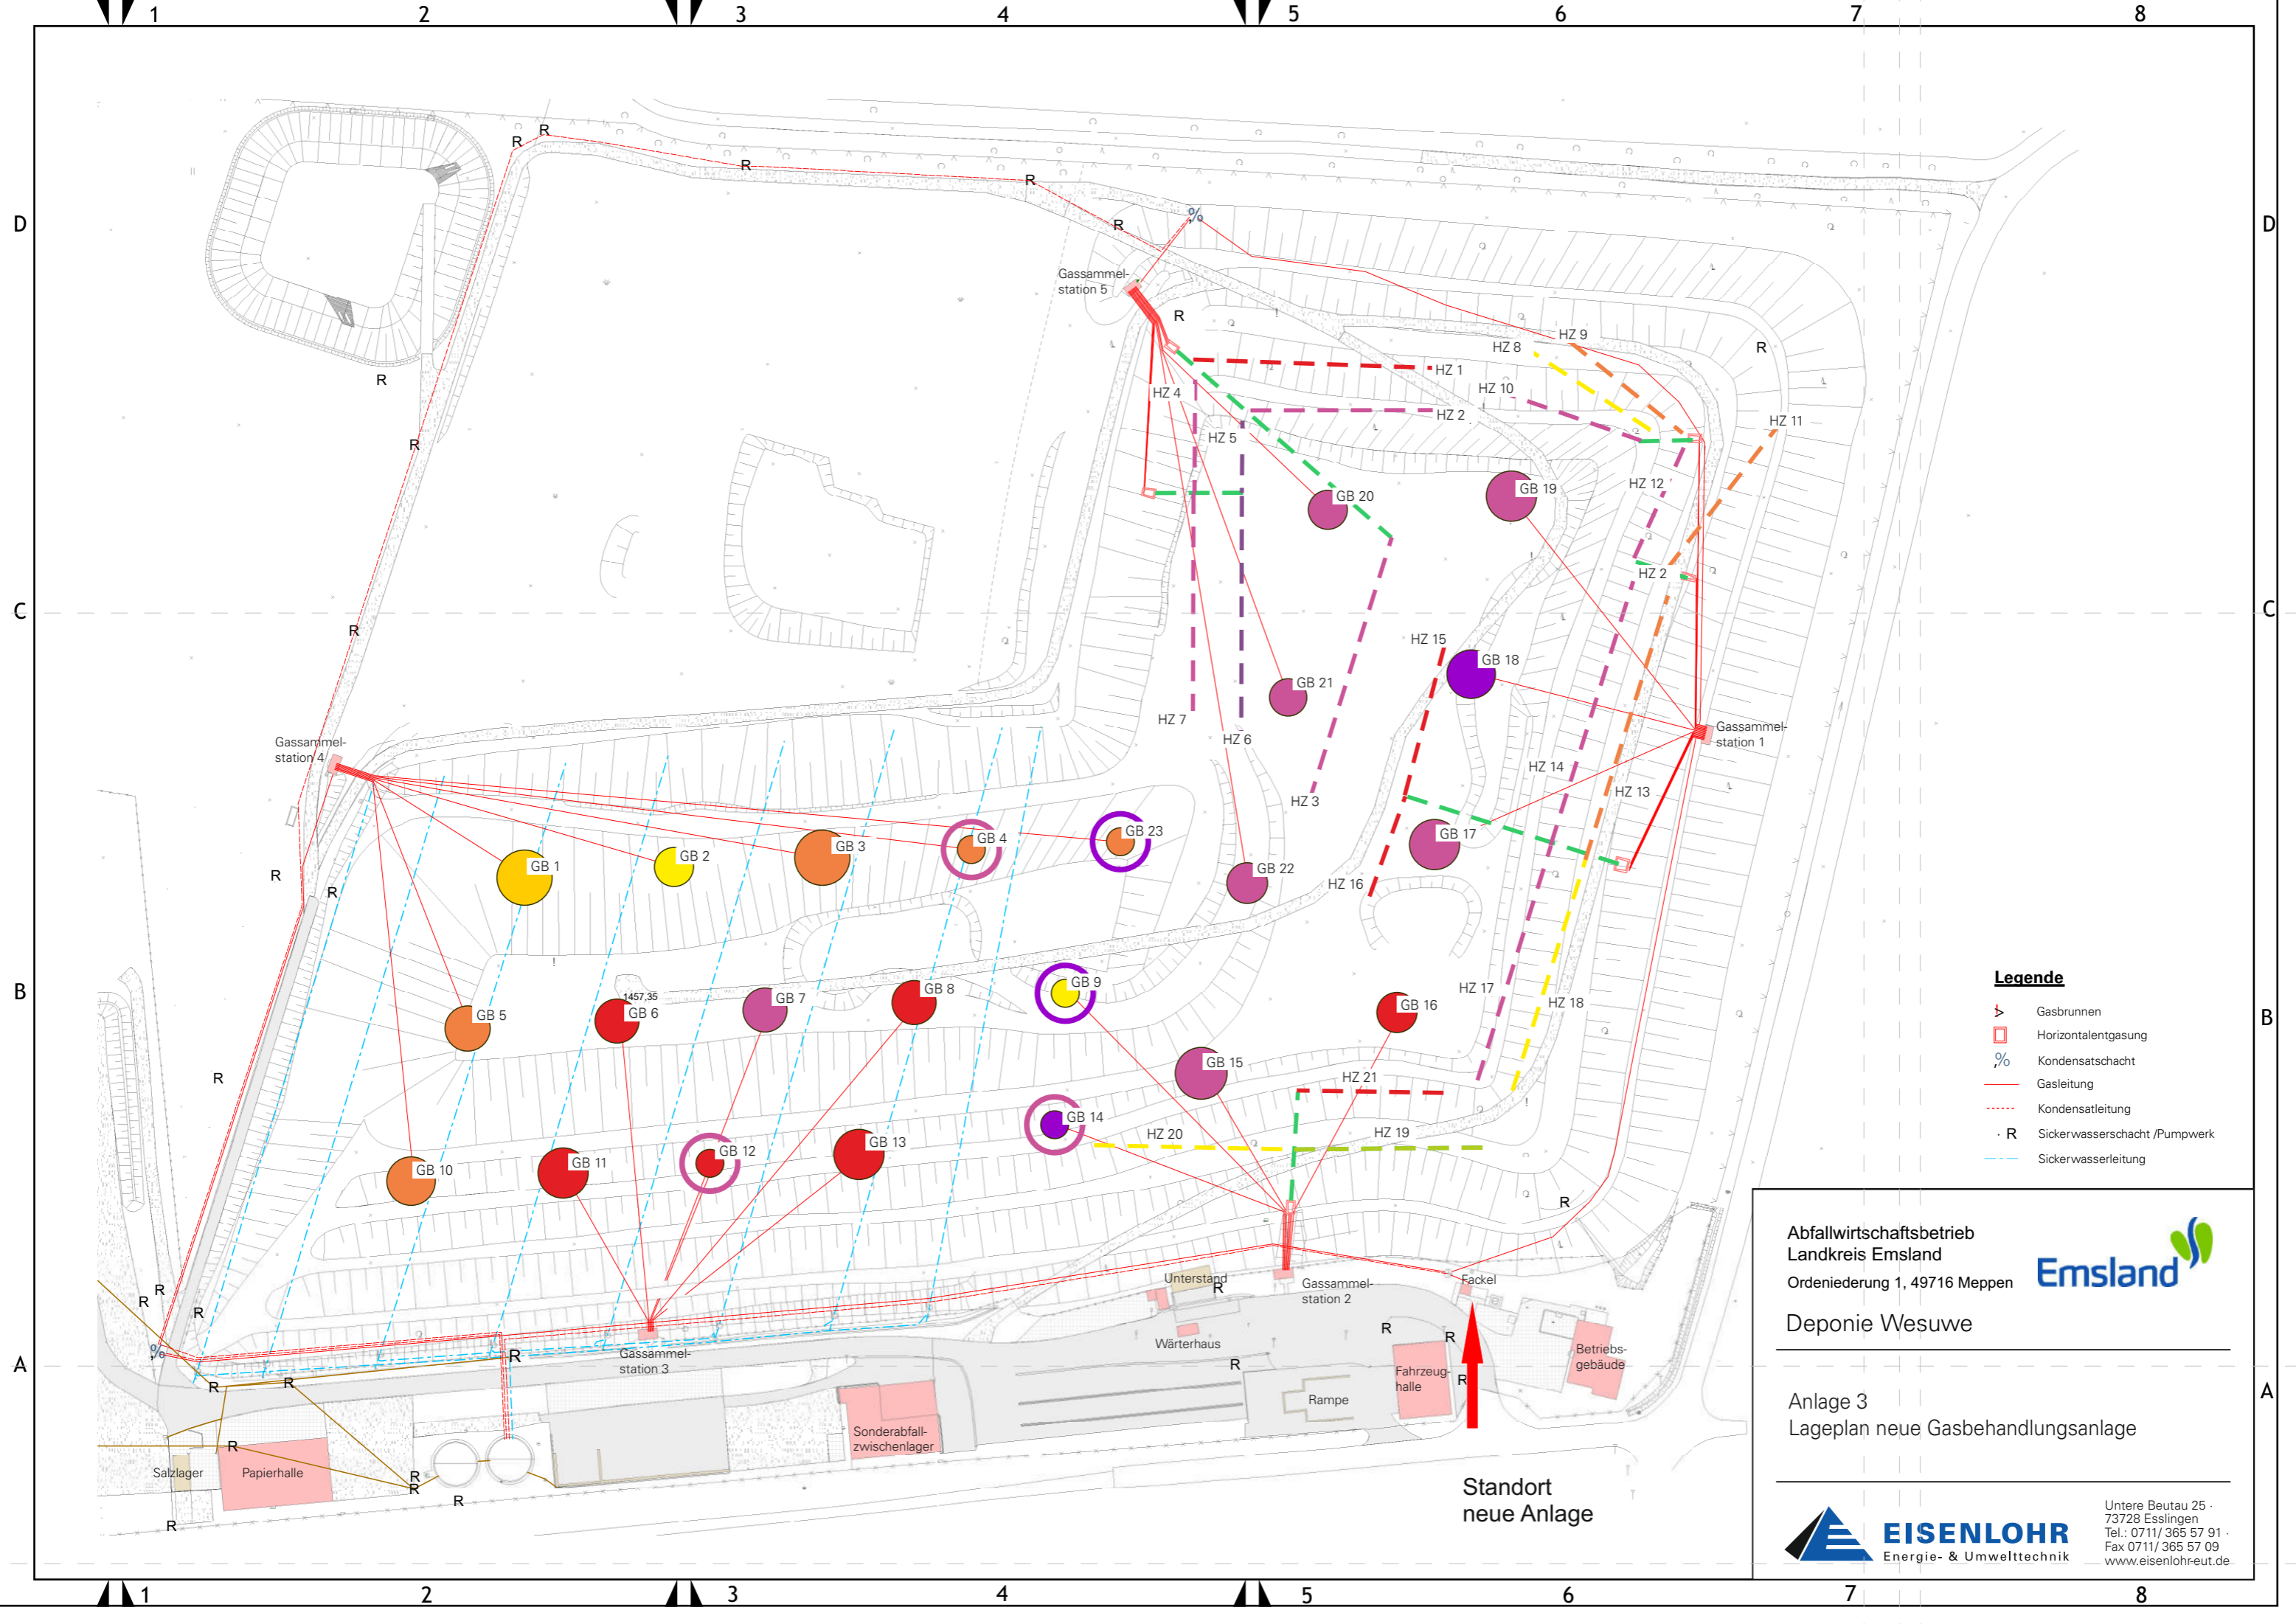 1 2 3 4 5 6 7 8
D D
C C
B B
A A
R R
R R
R
%
Gassammel-
station 5
R
R
R
R
R
R
HZ 9
HZ 8
HZ 1
HZ 10
HZ 4
HZ 2
HZ 11
HZ 5
HZ 12
GB 20
GB 19
HZ 2
HZ 15
GB 18
GB 21
HZ 7
HZ 6
Gassammel-
station 1
Gassammel-
station 4
HZ 14
HZ 13
HZ 3
GB 1
GB 2
GB 3
GB 4
GB 23
GB 17
GB 22
HZ 16
R
R
GB 5
1457,35
GB 6
GB 7
GB 8
GB 9
GB 16
HZ 17
HZ 18
R
GB 15
HZ 21
GB 14
HZ 20
HZ 19
GB 10
GB 11
GB 12
GB 13
R
Legende
Gasbrunnen
Horizontalentgasung
% Kondensatschacht
Gasleitung
Kondensatleitung
· R Sickerwasserschacht /Pumpwerk
Sickerwasserleitung
R
R
R
%
R
R
R
Unterstand
R
Gassammel-
station 2
Fackel
Wärterhaus
R
R
R
R
Gassammel-
station 3
Fahrzeug-
halle
Betriebs-
gebäude
Rampe
Sonderabfall-
zwischenlager
R
Salzlager
Papierhalle
R
R
R
R
Standort
neue Anlage
Abfallwirtschaftsbetrieb
Landkreis Emsland
Ordeniederung 1, 49716 Meppen
Emsland
Deponie Wesuwe
Anlage 3
Lageplan neue Gasbehandlungsanlage
EISENLOHR
Energie- & Umwelttechnik
Untere Beutau 25 ·
73728 Esslingen
Tel.: 0711/ 365 57 91 ·
Fax 0711/ 365 57 09
www.eisenlohr-eut.de
1 2 3 4 5 6 7 8